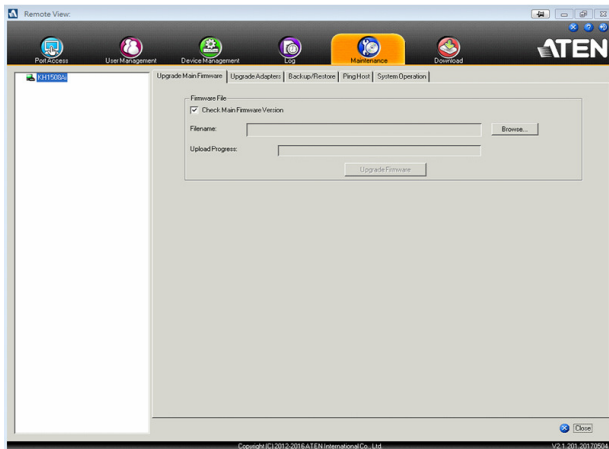 Remote View:
ATEN
Port Access User Management Device Management Log Maintenance Download
KH1508Ai
Upgrade Main Firmware Upgrade Adapters Backup/Restore Ping Host System Operation
Firmware File
Check Main Firmware Version
Filename: Browse...
Upload Progress:
Upgrade Firmware
Close
Copyright (C) 2012-2016 ATEN International Co., Ltd. V2.1.201.20170504